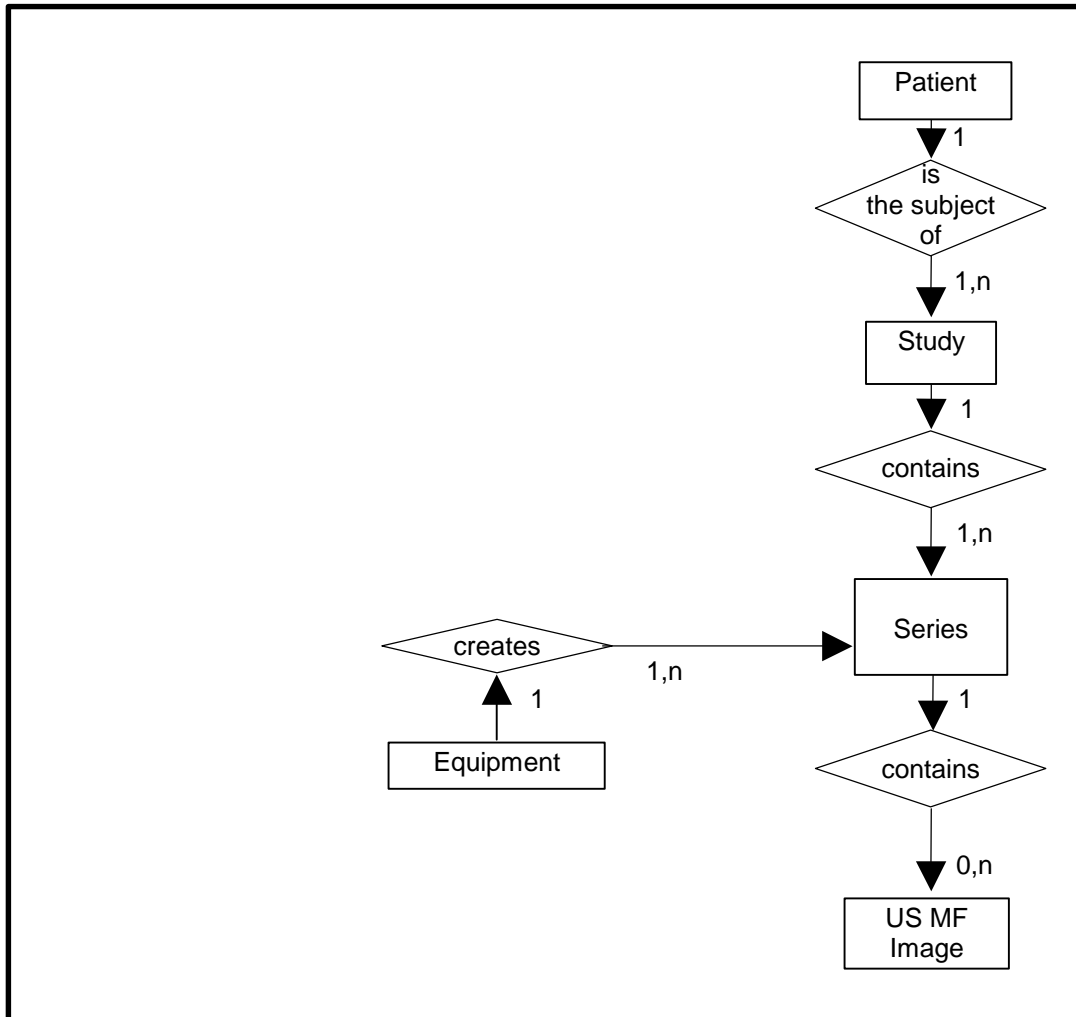 Patient
1
is
the subject
of
1,n
Study
1
contains
1,n
Series
creates
1,n
1
Equipment
1
contains
0,n
US MF
Image